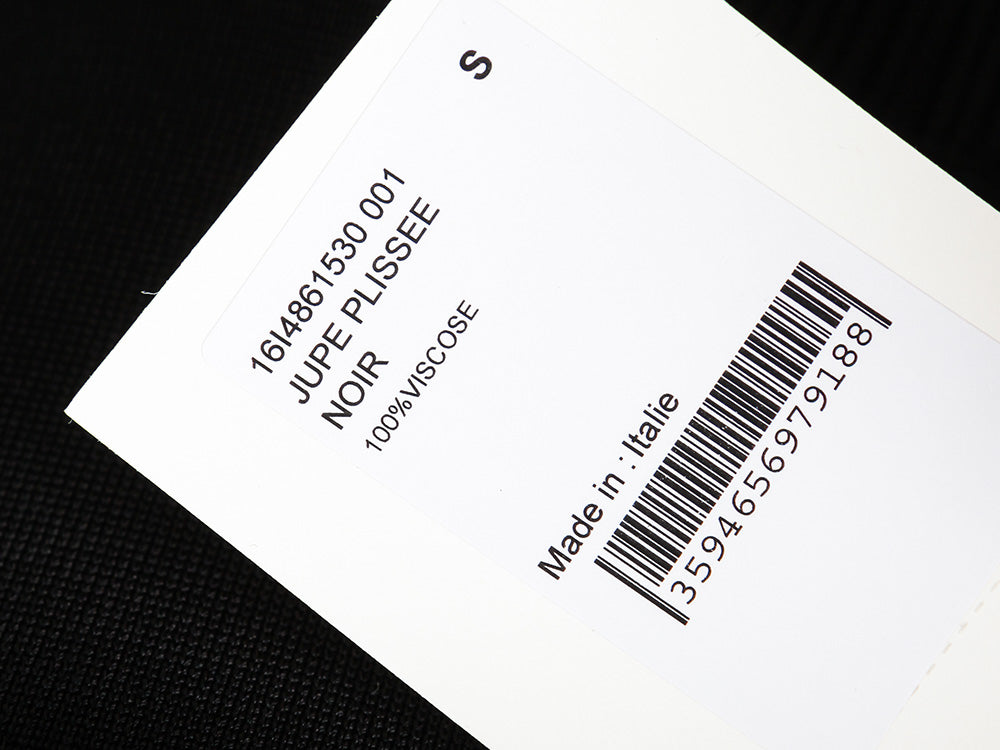 S
16I4861530 001
JUPE PLISSEE
NOIR
100%VISCOSE
Made in : Italie
3594656979188